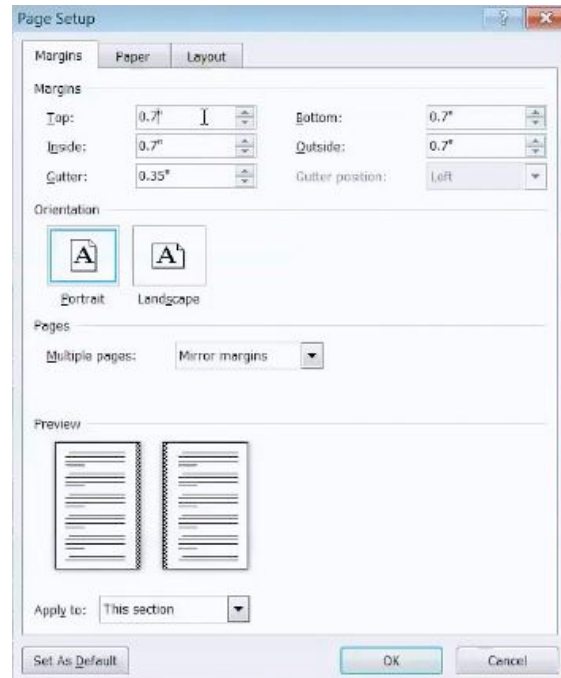 Page Setup
Margins Paper Layout
Margins
Top: 0.7" Bottom: 0.7"
Inside: 0.7" Outside: 0.7"
Gutter: 0.35" Gutter position: Left
Orientation
A A
Portrait Landscape
Pages
Multiple pages: Mirror margins
Preview
Apply to: This section
Set As Default OK Cancel